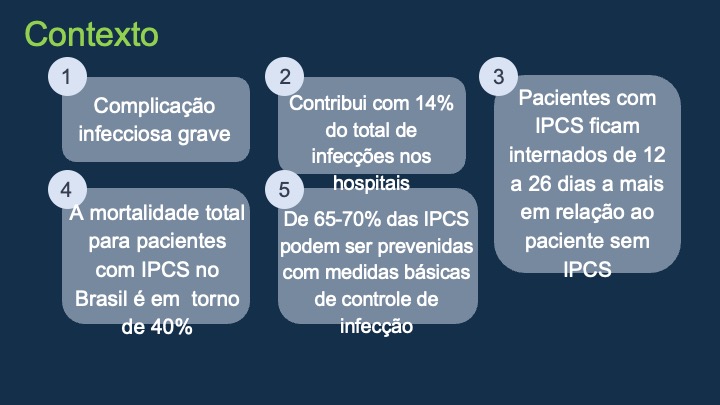 Contexto
1
Complicação
infecciosa grave
2
Contribui com 14%
do total de
infecções nos
hospitais
3
Pacientes com
IPCS ficam
internados de 12
a 26 dias a mais
em relação ao
paciente sem
IPCS
4
A mortalidade total
para pacientes
com IPCS no
Brasil é em torno
de 40%
5
De 65-70% das IPCS
podem ser prevenidas
com medidas básicas
de controle de
infecção